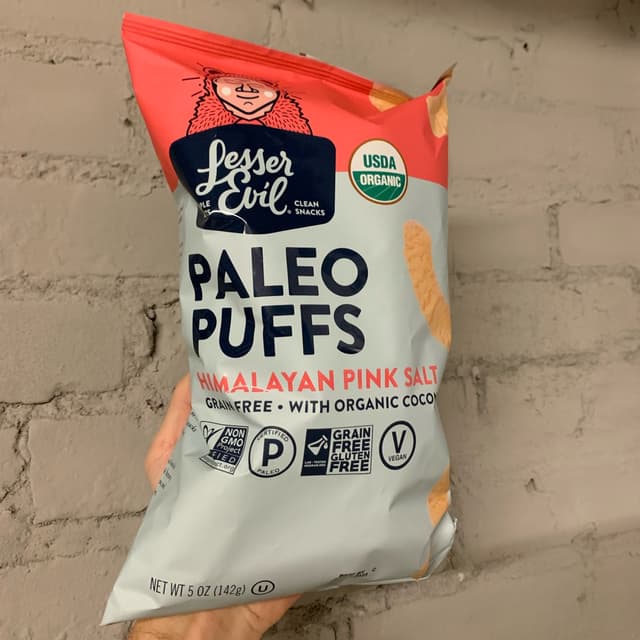 Lesser
Evil®
CLEAN
SNACKS
USDA
ORGANIC
PALEO
PUFFS
HIMALAYAN PINK SALT
GRAIN FREE • WITH ORGANIC
NON
GMO
Project
CERTIFIED
P
PALEO
GRAIN
FREE
GLUTEN
FREE
V
VEGAN
NET WT 5 OZ (142g) U